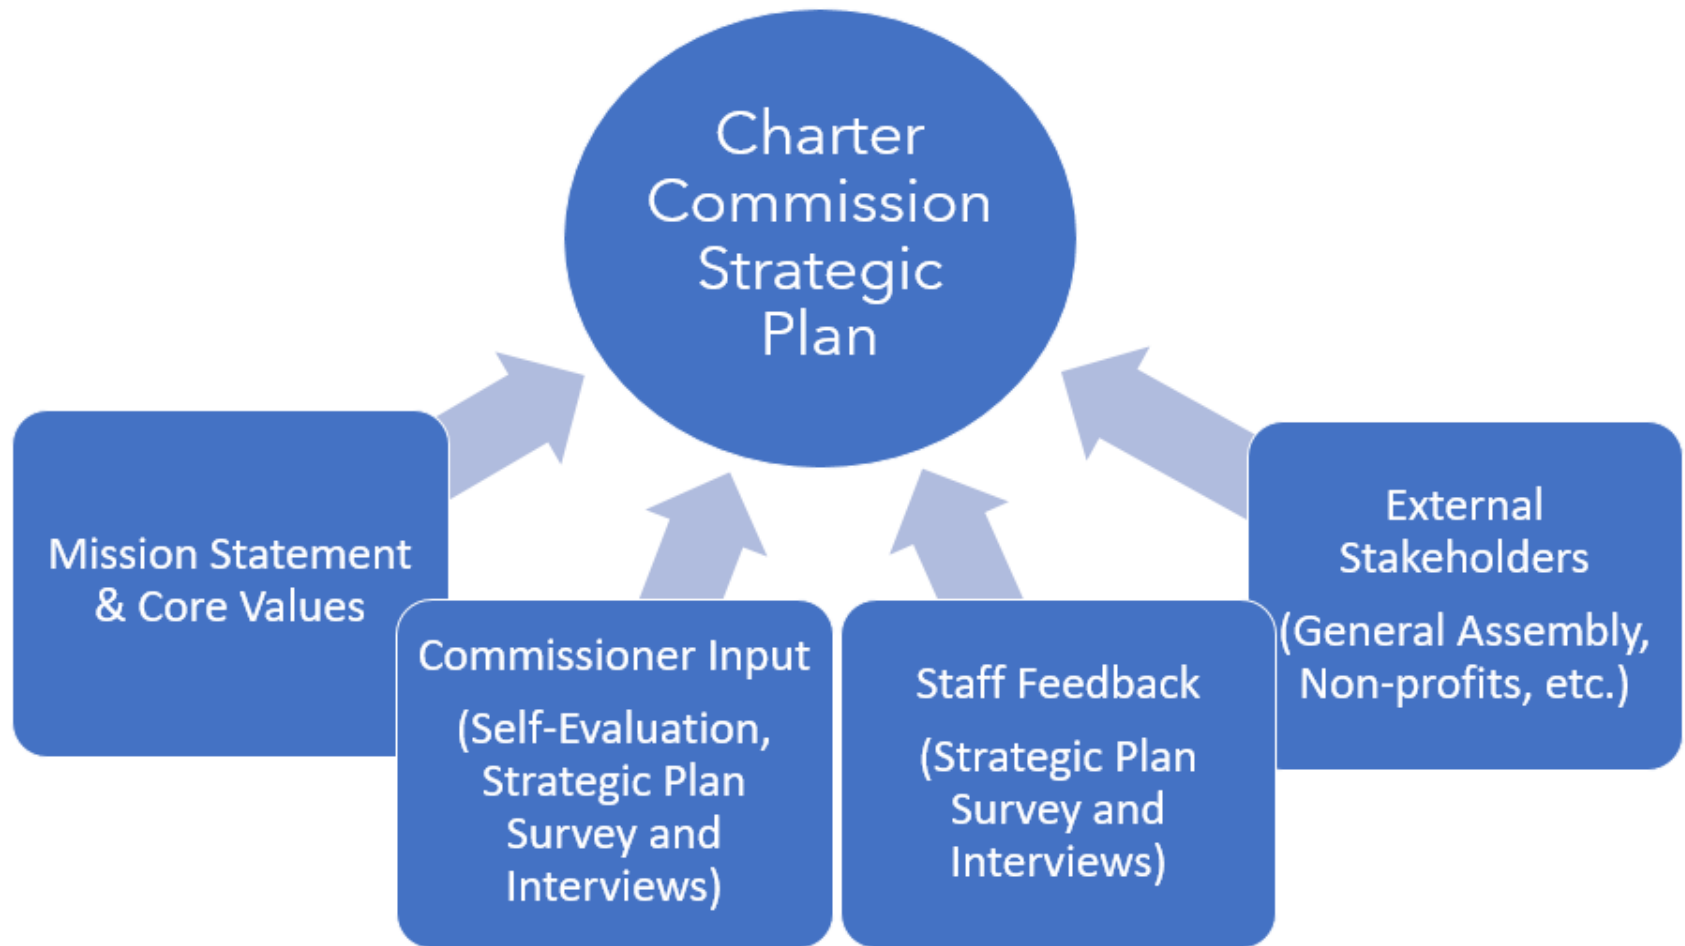 Charter
Commission
Strategic
Plan
Mission Statement
& Core Values
Commissioner Input
(Self-Evaluation,
Strategic Plan
Survey and
Interviews)
Staff Feedback
(Strategic Plan
Survey and
Interviews)
External
Stakeholders
(General Assembly,
Non-profits, etc.)